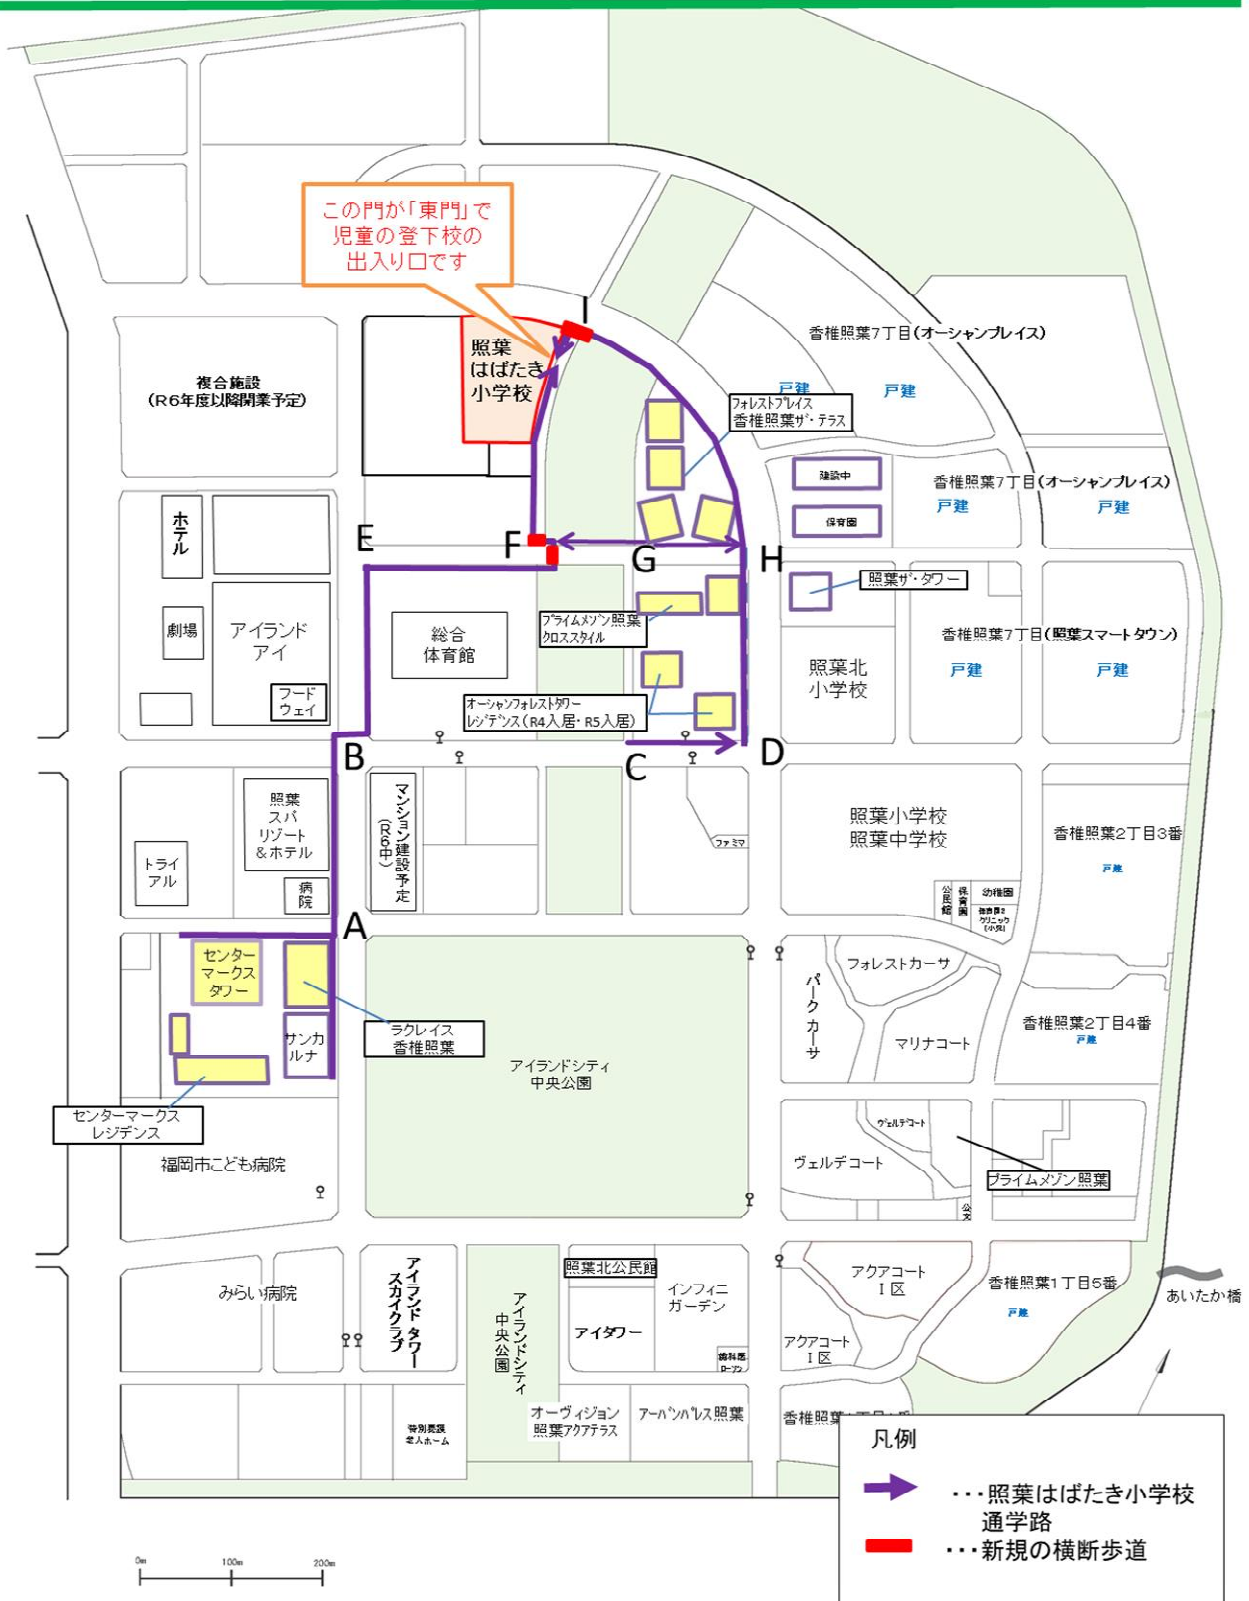 この門が「東門」で
児童の登下校の
出入り口です
I
照葉
はばたき
小学校
複合施設
(R6年度以降開業予定)
香椎照葉7丁目(オーシャンプレイス)
戸建
戸建
フォレストプレイス
香椎照葉ザ・テラス
建設中
保育園
香椎照葉7丁目(オーシャンプレイス)
戸建
戸建
ホテル
E
F
G
H
照葉ザ・タワー
劇場
アイランド
アイ
フード
ウェイ
総合
体育館
プライムメゾン照葉
クロススタイル
オーシャンフォレストタワー
レジデンス(R4入居・R5入居)
香椎照葉7丁目(照葉スマートタウン)
戸建
戸建
照葉北
小学校
B
C
D
照葉
スパ
リゾート
&ホテル
トライ
アル
病
院
マンション建設予定
(R6中)
ファミマ
照葉小学校
照葉中学校
公民館
保育園
幼稚園
香椎照葉2丁目3番
戸建
A
センター
マークス
タワー
サンカ
ルナ
ラクレイス
香椎照葉
センターマークス
レジデンス
福岡市こども病院
アイランドシティ
中央公園
パークカーサ
フォレストカーサ
マリナコート
香椎照葉2丁目4番
戸建
ヴェルデコート
ヴェルデコート
プライムメゾン照葉
公文
みらい病院
アイランドタワー
スカイクラブ
アイランドシティ
中央公園
照葉北公民館
アイタワー
インフィニ
ガーデン
アクアコート
I区
アクアコート
I区
香椎照葉1丁目5番
戸建
あいたか橋
特別養護
老人ホーム
オーヴィジョン
照葉アクアテラス
アーバンパレス照葉
香椎照葉
凡例
・・・照葉はばたき小学校
通学路
・・・新規の横断歩道
0m
100m
200m